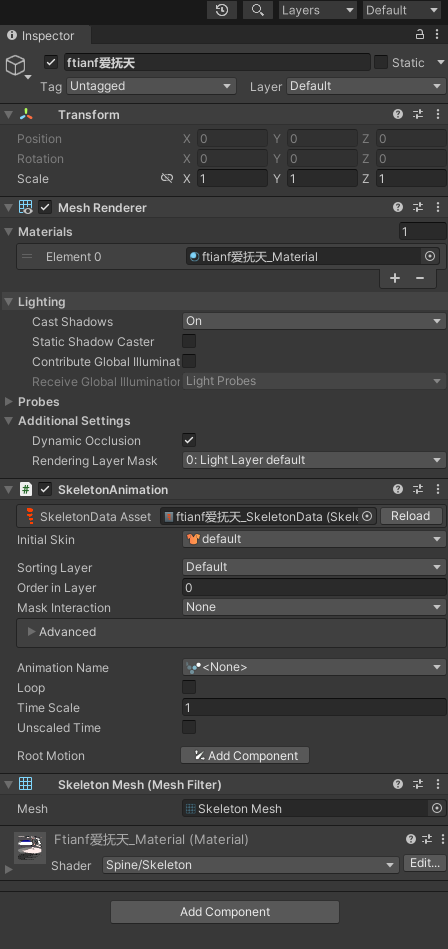 Layers Default
Inspector
ftianf爱抚天 Static
Tag Untagged Layer Default
Transform
Position X 0 Y 0 Z 0
Rotation X 0 Y 0 Z 0
Scale X 1 Y 1 Z 1
Mesh Renderer
Materials 1
Element 0 ftianf爱抚天_Material
Lighting
Cast Shadows On
Static Shadow Caster
Contribute Global Illuminat
Receive Global Illumination Light Probes
Probes
Additional Settings
Dynamic Occlusion
Rendering Layer Mask 0: Light Layer default
SkeletonAnimation
SkeletonData Asset ftianf爱抚天_SkeletonData (Skele Reload
Initial Skin default
Sorting Layer Default
Order in Layer 0
Mask Interaction None
Advanced
Animation Name <None>
Loop
Time Scale 1
Unscaled Time
Root Motion Add Component
Skeleton Mesh (Mesh Filter)
Mesh Skeleton Mesh
Ftianf爱抚天_Material (Material)
Shader Spine/Skeleton Edit...
Add Component